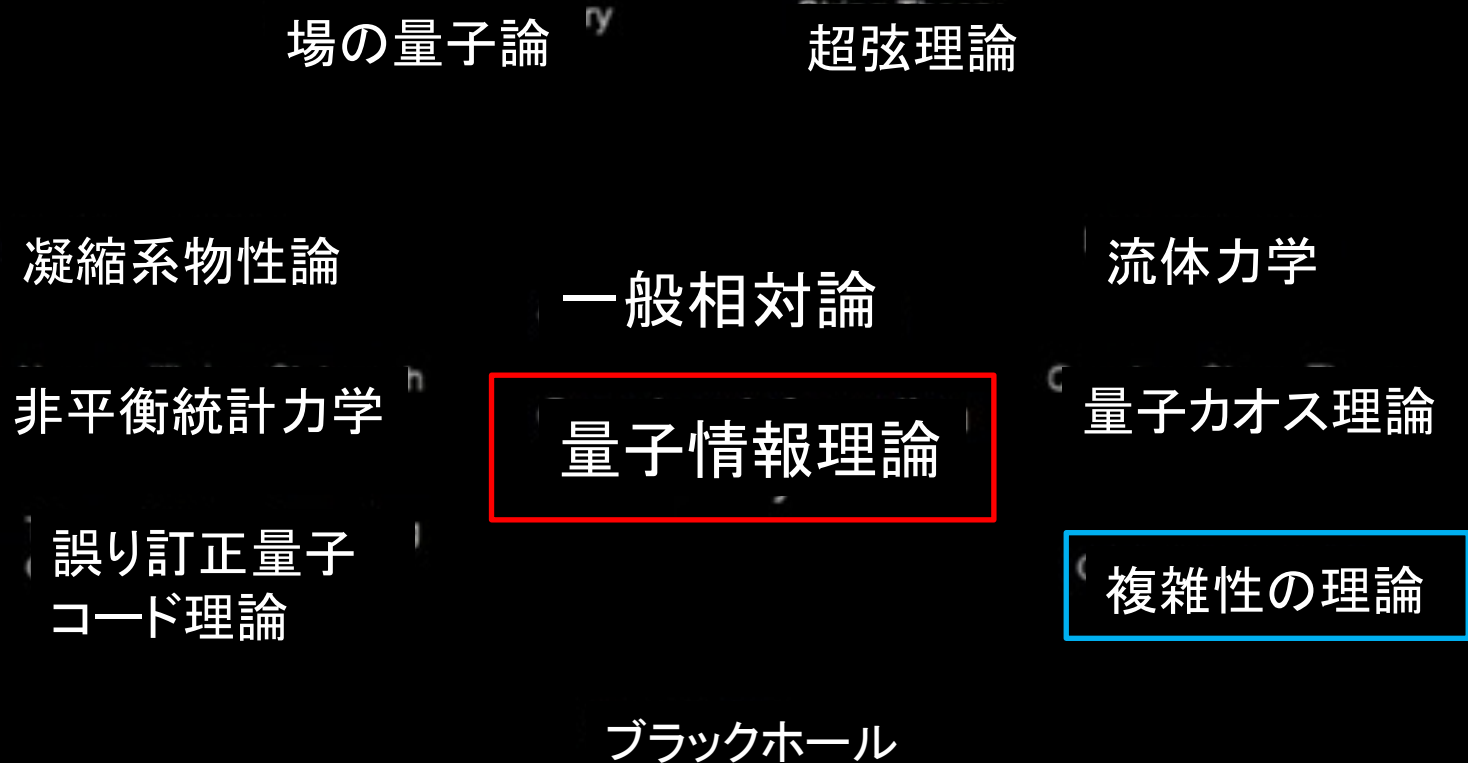 場の量子論
超弦理論
凝縮系物性論
一般相対論
流体力学
非平衡統計力学
量子情報理論
量子カオス理論
誤り訂正量子
コード理論
複雑性の理論
ブラックホール